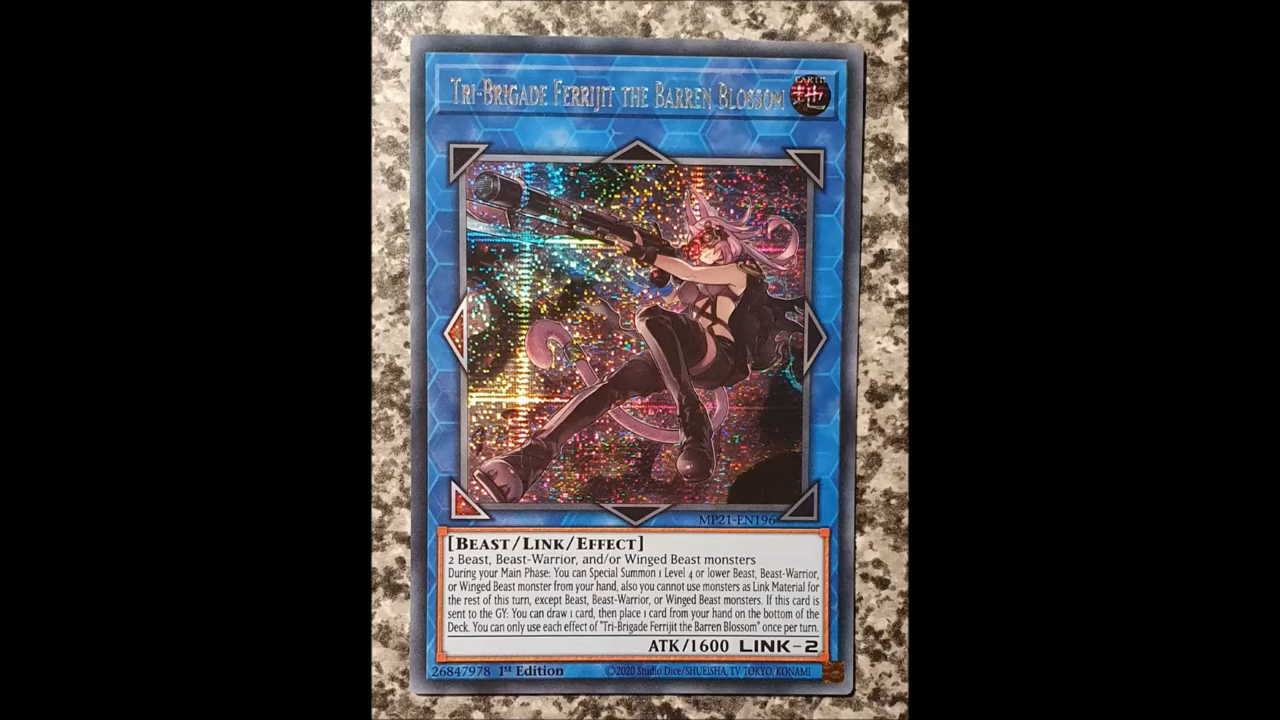 Tri-Brigade Ferrijit the Barren Blossom
EARTH
地
MP21-EN196
[Beast/Link/Effect]
2 Beast, Beast-Warrior, and/or Winged Beast monsters
During your Main Phase: You can Special Summon 1 Level 4 or lower Beast, Beast-Warrior,
or Winged Beast monster from your hand, also you cannot use monsters as Link Material for
the rest of this turn, except Beast, Beast-Warrior, or Winged Beast monsters. If this card is
sent to the GY: You can draw 1 card, then place 1 card from your hand on the bottom of the
Deck. You can only use each effect of "Tri-Brigade Ferrijit the Barren Blossom" once per turn.
ATK/1600 LINK-2
26847978 1st Edition ©2020 Studio Dice/SHUEISHA, TV TOKYO, KONAMI